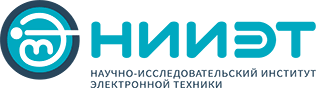 НИИЭТ
НАУЧНО-ИССЛЕДОВАТЕЛЬСКИЙ ИНСТИТУТ
ЭЛЕКТРОННОЙ ТЕХНИКИ